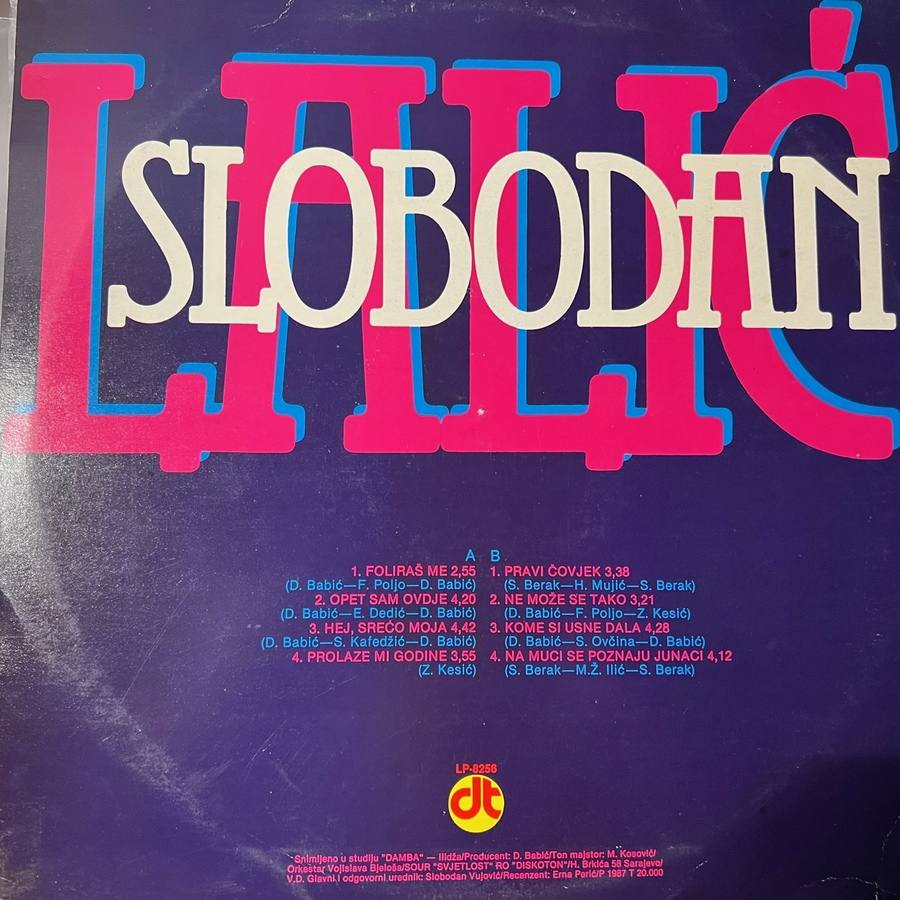 LALIĆ
SLOBODAN
A
1. FOLIRAŠ ME 2,55
(D. Babić—F. Poljo—D. Babić)
2. OPET SAM OVDJE 4,20
(D. Babić—E. Dedić—D. Babić)
3. HEJ, SREĆO MOJA 4,42
(D. Babić—S. Kafedžić—D. Babić)
4. PROLAZE MI GODINE 3,55
(Z. Kesić)
B
1. PRAVI ČOVJEK 3,38
(S. Berak—H. Mujić—S. Berak)
2. NE MOŽE SE TAKO 3,21
(D. Babić—F. Poljo—Z. Kesić)
3. KOME SI USNE DALA 4,28
(D. Babić—S. Ovčina—D. Babić)
4. NA MUCI SE POZNAJU JUNACI 4,12
(S. Berak—M.Ž. Ilić—S. Berak)
LP-8256
dt
Snimljeno u studiju "DAMBA" — Ilidža/Producent: D. Babić/Ton majstor: M. Kosović/
Orkestar Vojislava Bjeloša/SOUR "SVJETLOST" RO "DISKOTON"/H. Brkića 58 Sarajevo/
V.D. Glavni i odgovorni urednik: Slobodan Vujović/Recenzent: Erna Perić/P 1987 T 20.000